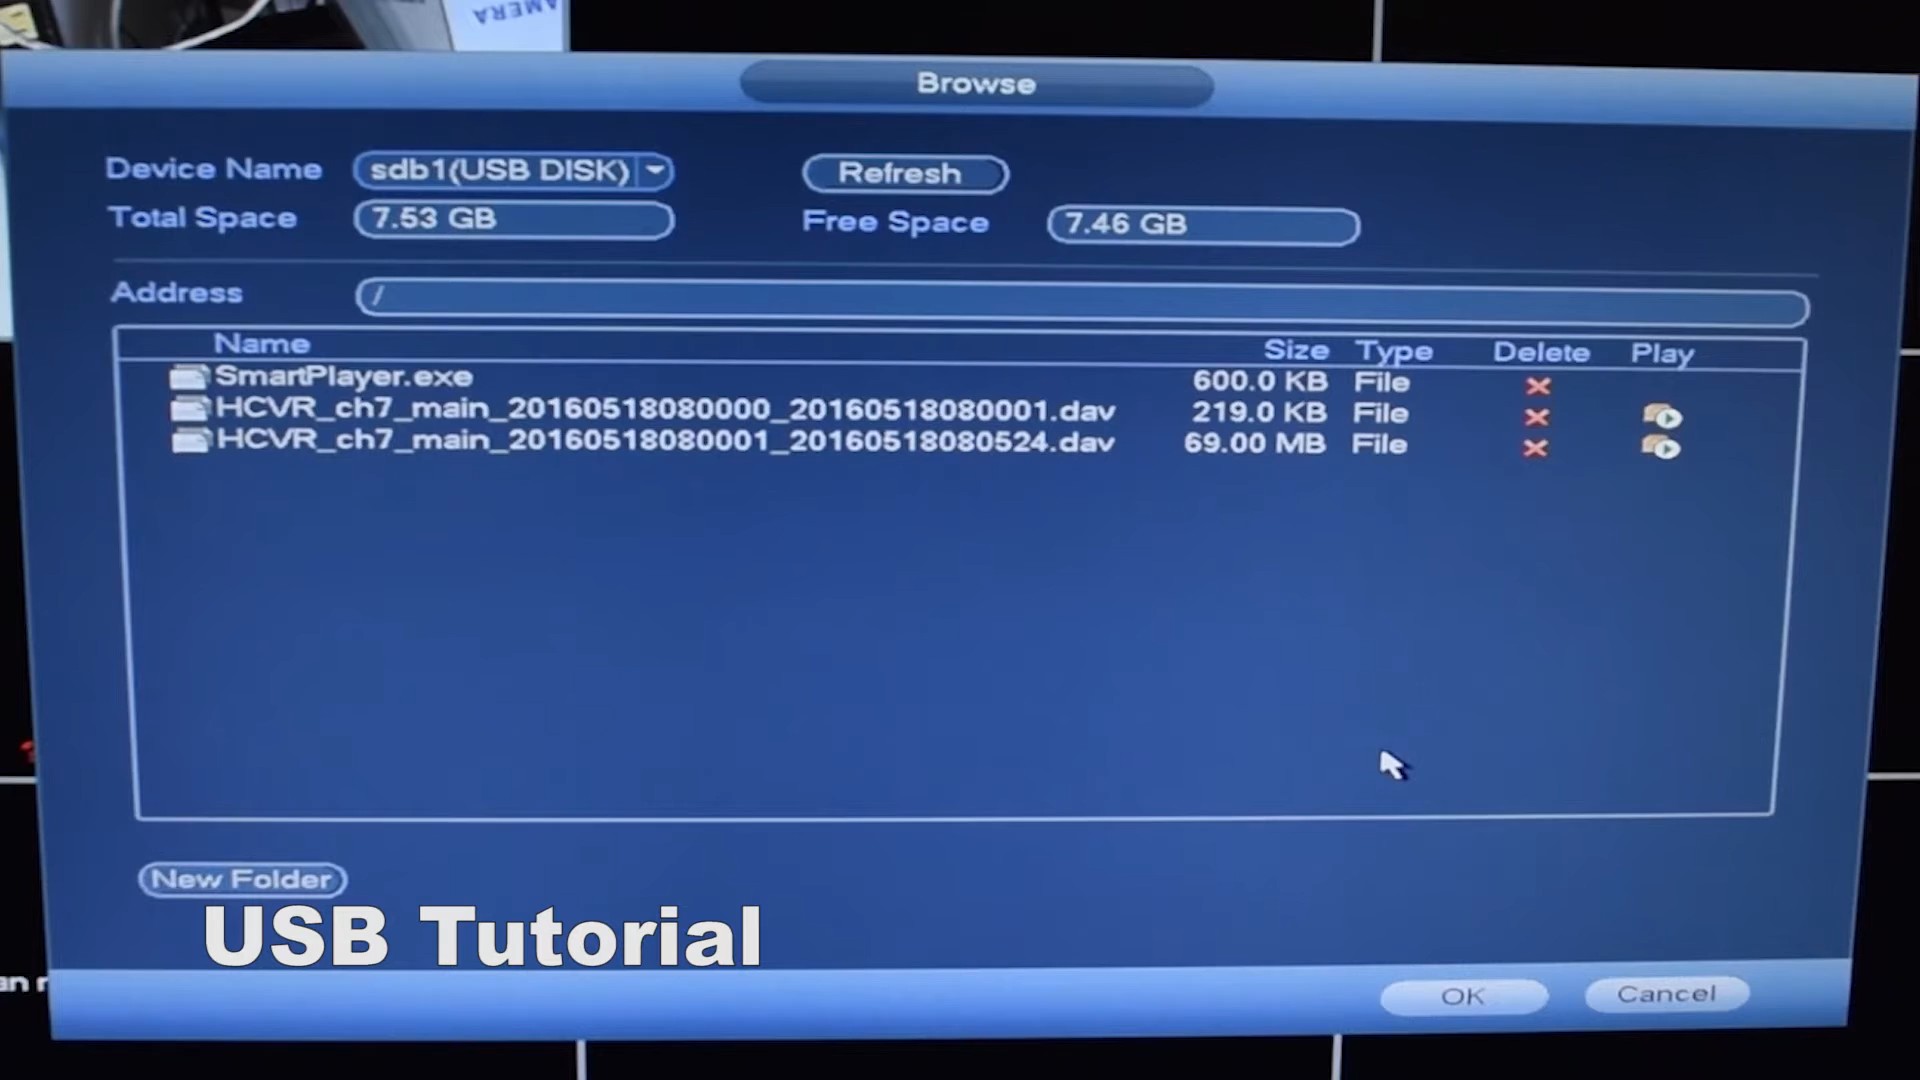 AMERA
Browse
Device Name sdb1(USB DISK) Refresh
Total Space 7.53 GB Free Space 7.46 GB
Address /
Name Size Type Delete Play
SmartPlayer.exe 600.0 KB File
HCVR_ch7_main_20160518080000_20160518080001.dav 219.0 KB File
HCVR_ch7_main_20160518080001_20160518080524.dav 69.00 MB File
New Folder
USB Tutorial
OK Cancel